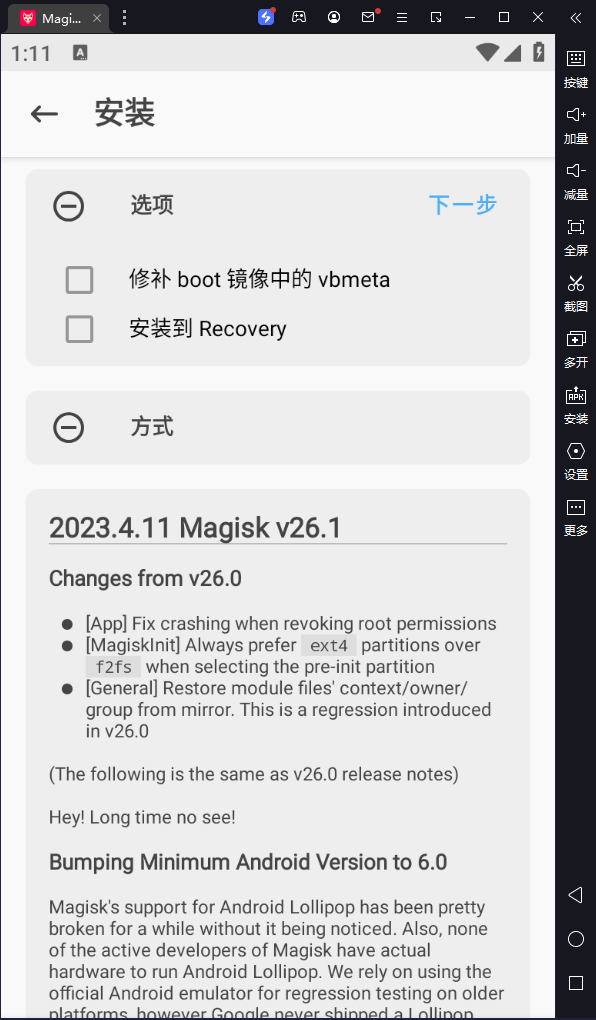 Magi...
1:11
A
安装
选项
下一步
修补 boot 镜像中的 vbmeta
安装到 Recovery
方式
2023.4.11 Magisk v26.1
Changes from v26.0
[App] Fix crashing when revoking root permissions
[MagiskInit] Always prefer ext4 partitions over
f2fs when selecting the pre-init partition
[General] Restore module files' context/owner/
group from mirror. This is a regression introduced
in v26.0
(The following is the same as v26.0 release notes)
Hey! Long time no see!
Bumping Minimum Android Version to 6.0
Magisk's support for Android Lollipop has been pretty
broken for a while without it being noticed. Also, none
of the active developers of Magisk have actual
hardware to run Android Lollipop. We rely on using the
official Android emulator for regression testing on older
platforms, however Google never shipped a Lollipop
按键
加量
减量
全屏
截图
多开
APK
安装
设置
更多